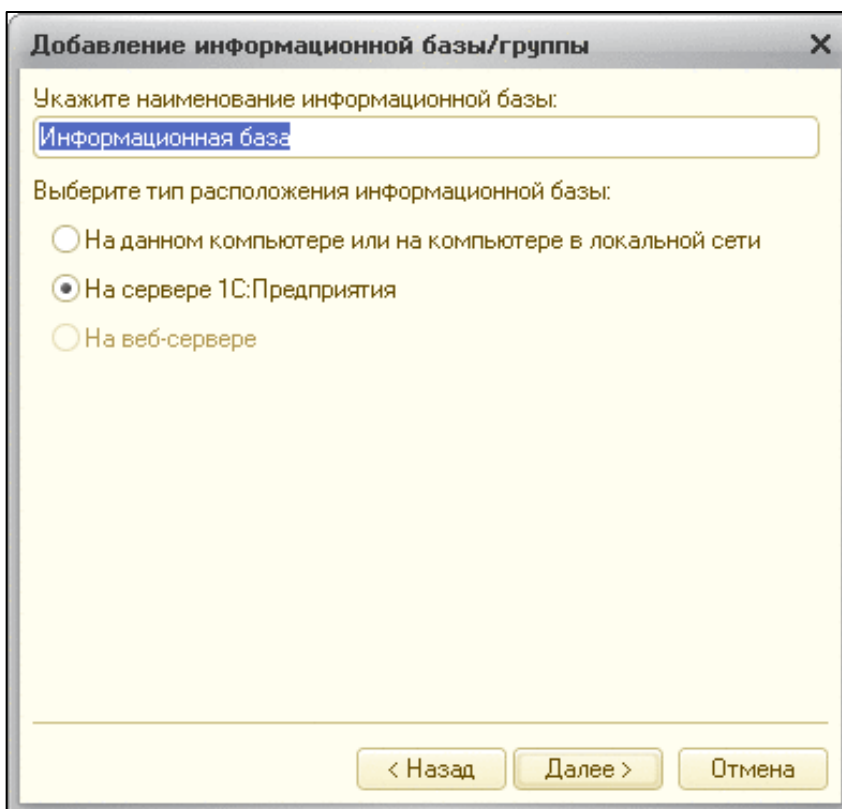 Добавление информационной базы/группы
Укажите наименование информационной базы:
Информационная база
Выберите тип расположения информационной базы:
На данном компьютере или на компьютере в локальной сети
На сервере 1С:Предприятия
На веб-сервере
< Назад Далее > Отмена